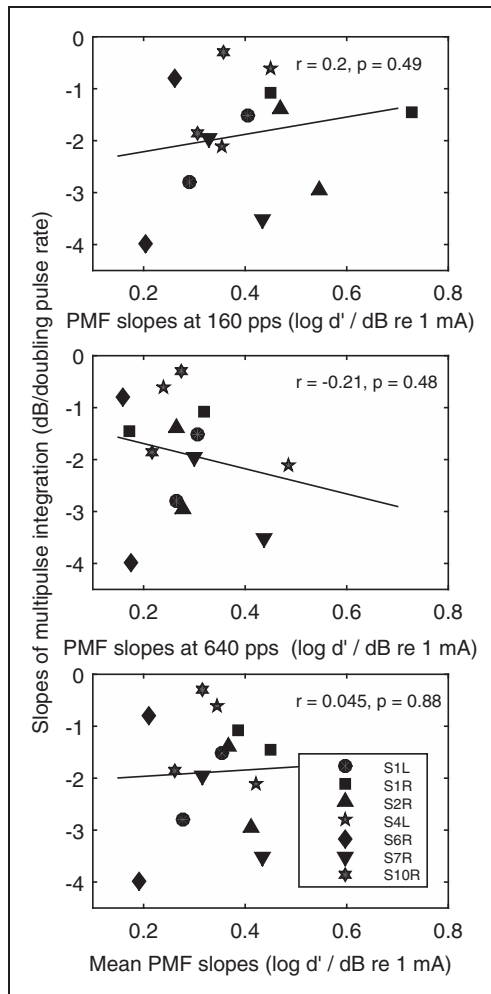 Slopes of multipulse integration (dB/doubling pulse rate)
0
-1
-2
-3
-4
r = 0.2, p = 0.49
0.2 0.4 0.6 0.8
PMF slopes at 160 pps (log d' / dB re 1 mA)
0
-1
-2
-3
-4
r = -0.21, p = 0.48
0.2 0.4 0.6 0.8
PMF slopes at 640 pps (log d' / dB re 1 mA)
0
-1
-2
-3
-4
r = 0.045, p = 0.88
S1L
S1R
S2R
S4L
S6R
S7R
S10R
0.2 0.4 0.6 0.8
Mean PMF slopes (log d' / dB re 1 mA)